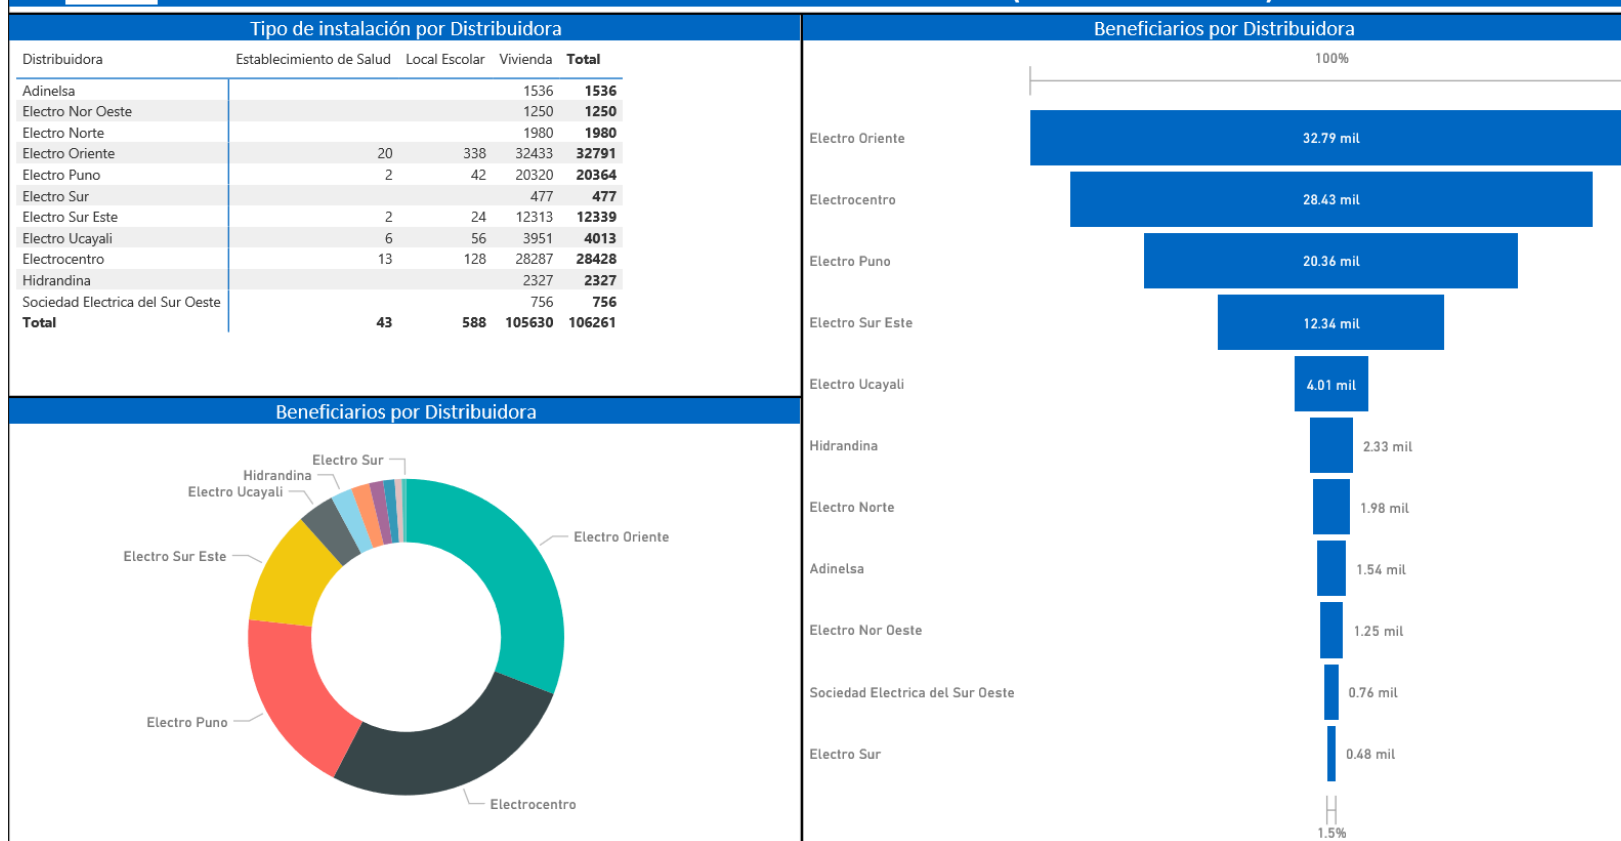 Tipo de instalación por Distribuidora
Distribuidora Establecimiento de Salud Local Escolar Vivienda Total
Adinelsa 1536 1536
Electro Nor Oeste 1250 1250
Electro Norte 1980 1980
Electro Oriente 20 338 32433 32791
Electro Puno 2 42 20320 20364
Electro Sur 477 477
Electro Sur Este 2 24 12313 12339
Electro Ucayali 6 56 3951 4013
Electrocentro 13 128 28287 28428
Hidrandina 2327 2327
Sociedad Electrica del Sur Oeste 756 756
Total 43 588 105630 106261
Beneficiarios por Distribuidora
Electro Sur
Hidrandina
Electro Ucayali
Electro Oriente
Electro Sur Este
Electro Puno
Electrocentro
Beneficiarios por Distribuidora
100%
Electro Oriente 32.79 mil
Electrocentro 28.43 mil
Electro Puno 20.36 mil
Electro Sur Este 12.34 mil
Electro Ucayali 4.01 mil
Hidrandina 2.33 mil
Electro Norte 1.98 mil
Adinelsa 1.54 mil
Electro Nor Oeste 1.25 mil
Sociedad Electrica del Sur Oeste 0.76 mil
Electro Sur 0.48 mil
1.5%